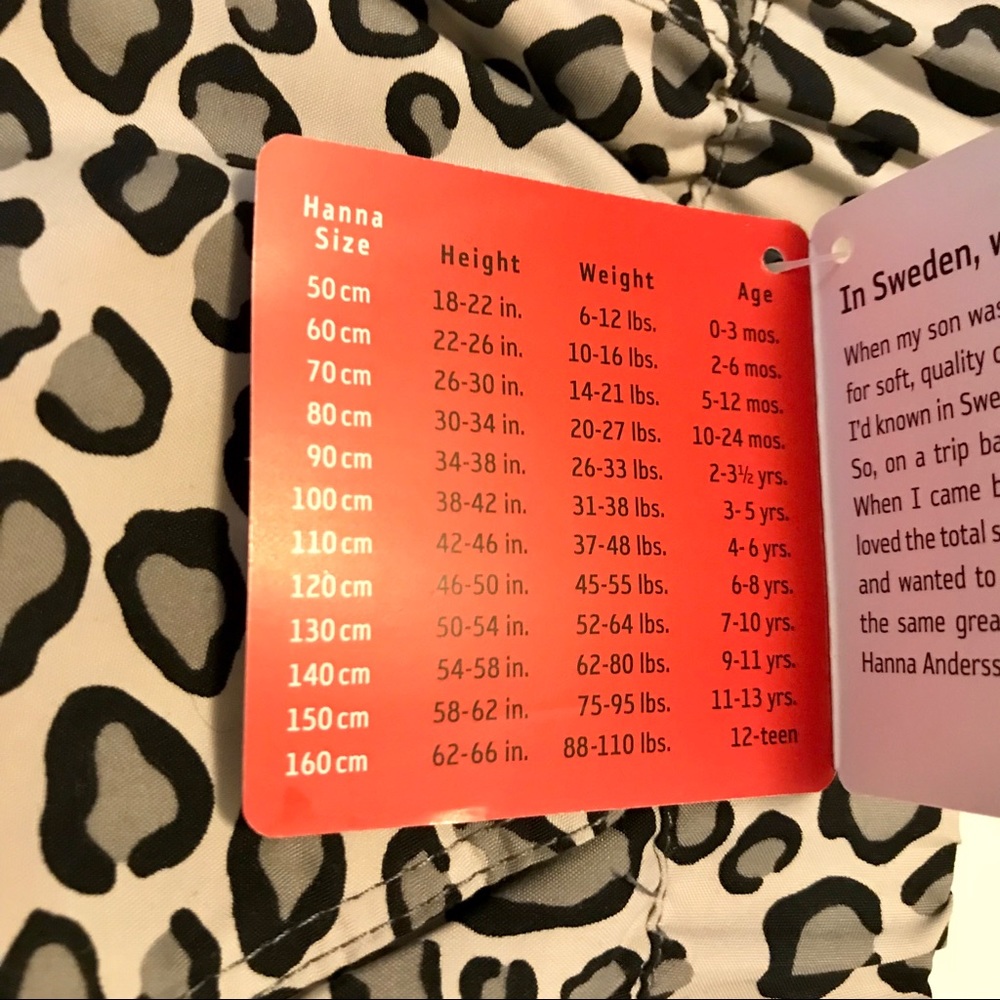 Hanna
Size Height Weight Age
50 cm 18-22 in. 6-12 lbs. 0-3 mos.
60 cm 22-26 in. 10-16 lbs. 2-6 mos.
70 cm 26-30 in. 14-21 lbs. 5-12 mos.
80 cm 30-34 in. 20-27 lbs. 10-24 mos.
90 cm 34-38 in. 26-33 lbs. 2-3½ yrs.
100 cm 38-42 in. 31-38 lbs. 3-5 yrs.
110 cm 42-46 in. 37-48 lbs. 4-6 yrs.
120 cm 46-50 in. 45-55 lbs. 6-8 yrs.
130 cm 50-54 in. 52-64 lbs. 7-10 yrs.
140 cm 54-58 in. 62-80 lbs. 9-11 yrs.
150 cm 58-62 in. 75-95 lbs. 11-13 yrs.
160 cm 62-66 in. 88-110 lbs. 12-teen
In Sweden,
When my son was
for soft, quality
I'd known in Swe
So, on a trip ba
When I came
loved the total
and wanted to
the same grea
Hanna Anderss